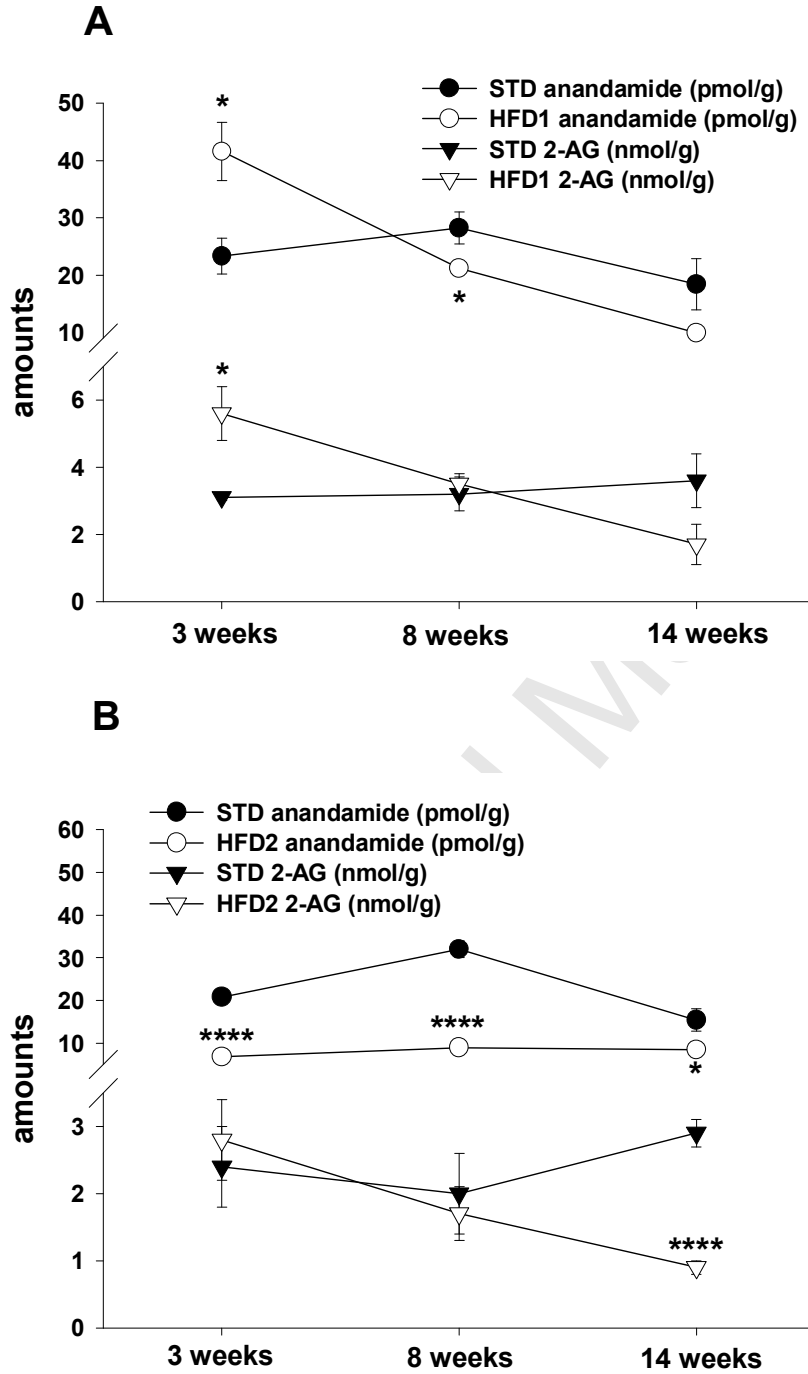 A
STD anandamide (pmol/g)
HFD1 anandamide (pmol/g)
STD 2-AG (nmol/g)
HFD1 2-AG (nmol/g)
50
40
30
20
10
6
4
2
0
amounts
*
*
*
3 weeks
8 weeks
14 weeks
B
STD anandamide (pmol/g)
HFD2 anandamide (pmol/g)
STD 2-AG (nmol/g)
HFD2 2-AG (nmol/g)
60
50
40
30
20
10
3
2
1
0
amounts
****
****
*
****
3 weeks
8 weeks
14 weeks